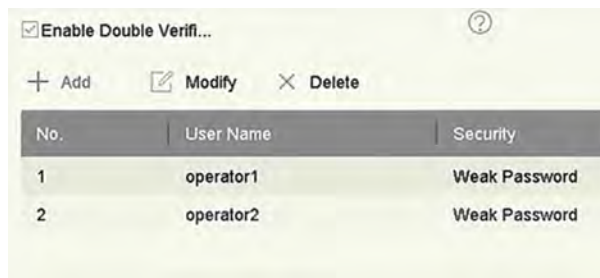 Enable Double Verifi...
Add Modify Delete
No. User Name Security
1 operator1 Weak Password
2 operator2 Weak Password